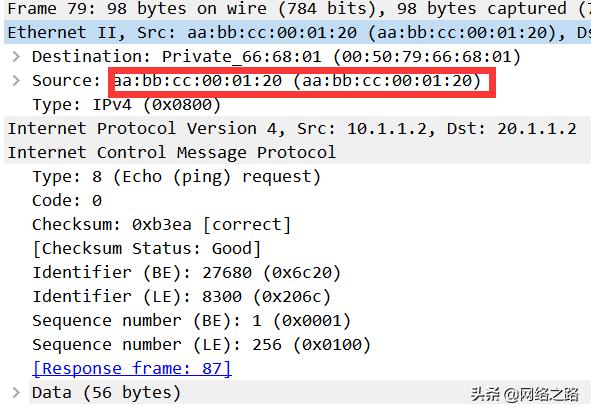 Frame 79: 98 bytes on wire (784 bits), 98 bytes captured (7
Ethernet II, Src: aa:bb:cc:00:01:20 (aa:bb:cc:00:01:20), Ds
Destination: Private_66:68:01 (00:50:79:66:68:01)
Source: aa:bb:cc:00:01:20 (aa:bb:cc:00:01:20)
Type: IPv4 (0x0800)
Internet Protocol Version 4, Src: 10.1.1.2, Dst: 20.1.1.2
Internet Control Message Protocol
Type: 8 (Echo (ping) request)
Code: 0
Checksum: 0xb3ea [correct]
[Checksum Status: Good]
Identifier (BE): 27680 (0x6c20)
Identifier (LE): 8300 (0x206c)
Sequence number (BE): 1 (0x0001)
Sequence number (LE): 256 (0x0100)
[Response frame: 87]
Data (56 bytes)
头条 @网络之路